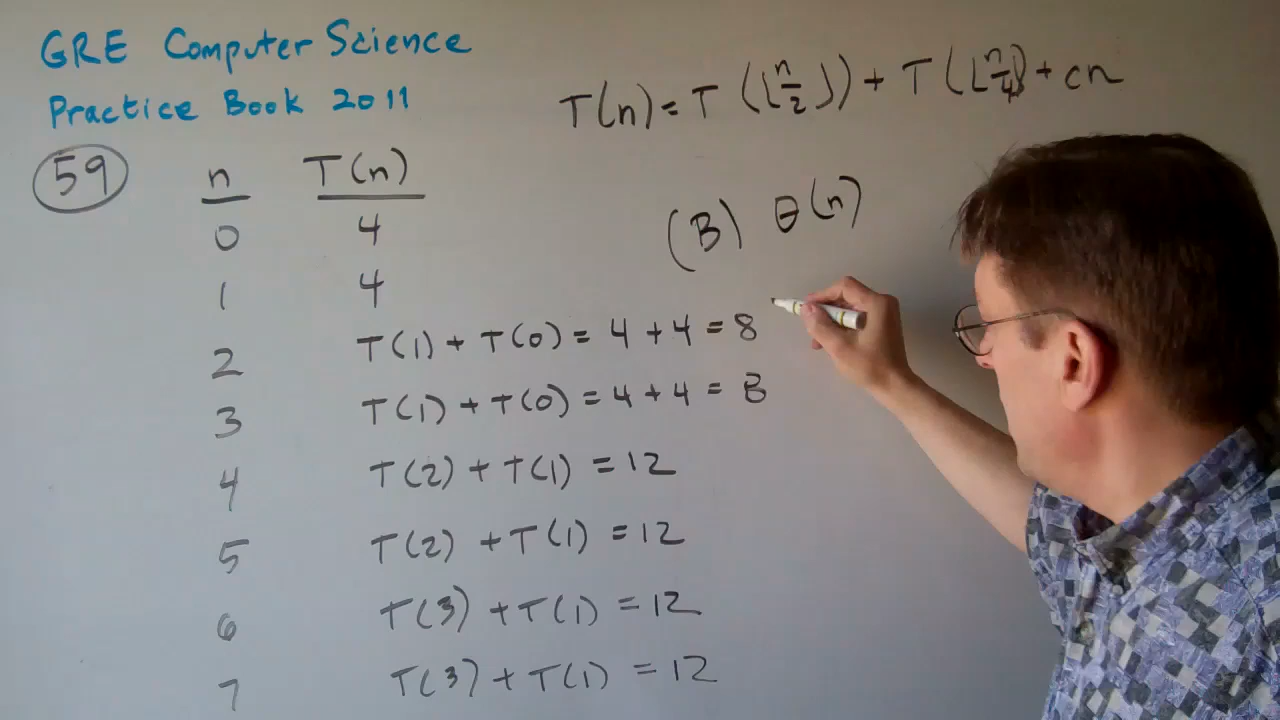 GRE Computer Science
Practice Book 2011
T(n) = T(⌊n/2⌋) + T(⌊n/4⌋) + cn
59
n T(n)
(B) θ(n)
0 4
1 4
2 T(1) + T(0) = 4 + 4 = 8
3 T(1) + T(0) = 4 + 4 = 8
4 T(2) + T(1) = 12
5 T(2) + T(1) = 12
6 T(3) + T(1) = 12
7 T(3) + T(1) = 12